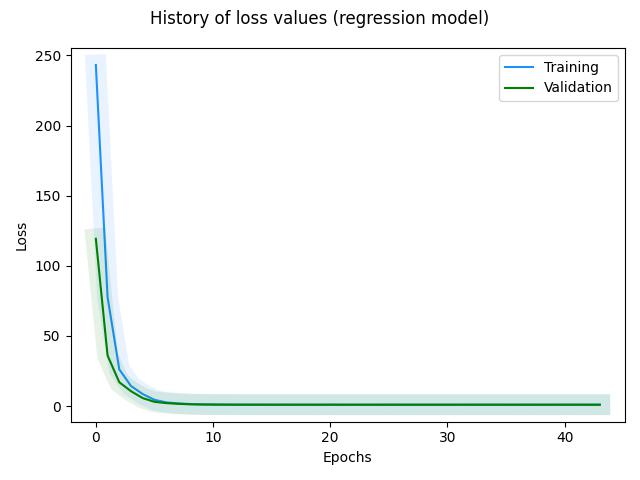 History of loss values (regression model)
Training
Validation
250
200
150
100
50
0
Loss
0 10 20 30 40
Epochs